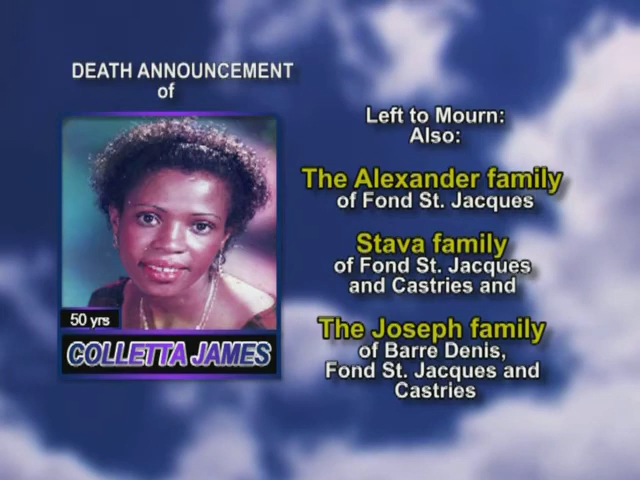 DEATH ANNOUNCEMENT
of
50 yrs
COLLETTA JAMES
Left to Mourn:
Also:
The Alexander family
of Fond St. Jacques
Stava family
of Fond St. Jacques
and Castries and
The Joseph family
of Barre Denis,
Fond St. Jacques and
Castries